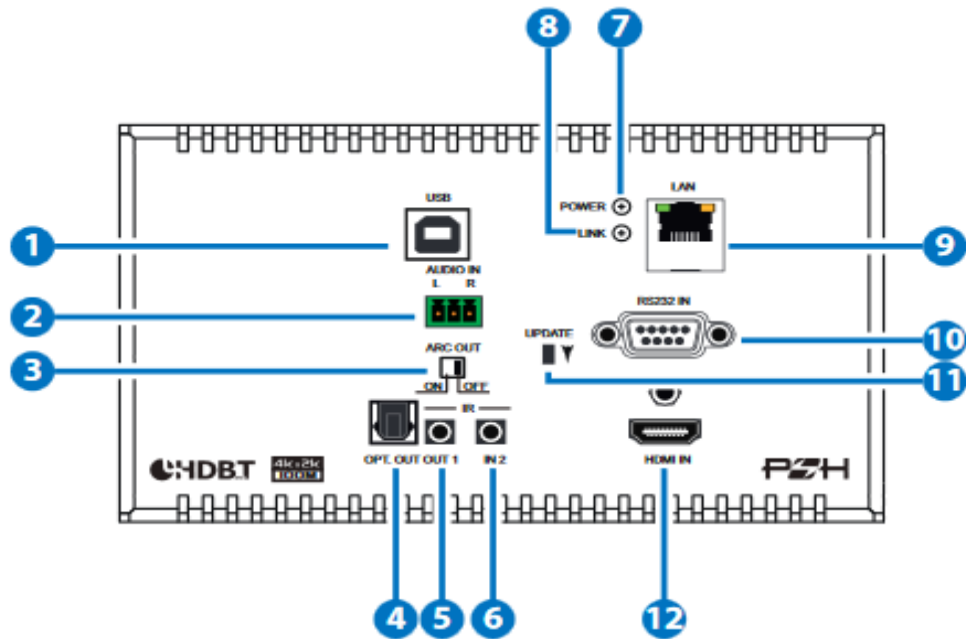 8 7
USB
LAN
POWER
LINK
1
9
AUDIO IN
L R
2
RS232 IN
UPDATE
10
ARC OUT
3
11
ON OFF
IR
OPT. OUT OUT 1 IN 2
HDMI IN
HDBT
4K×2K
100M
PSH
4 5 6
12